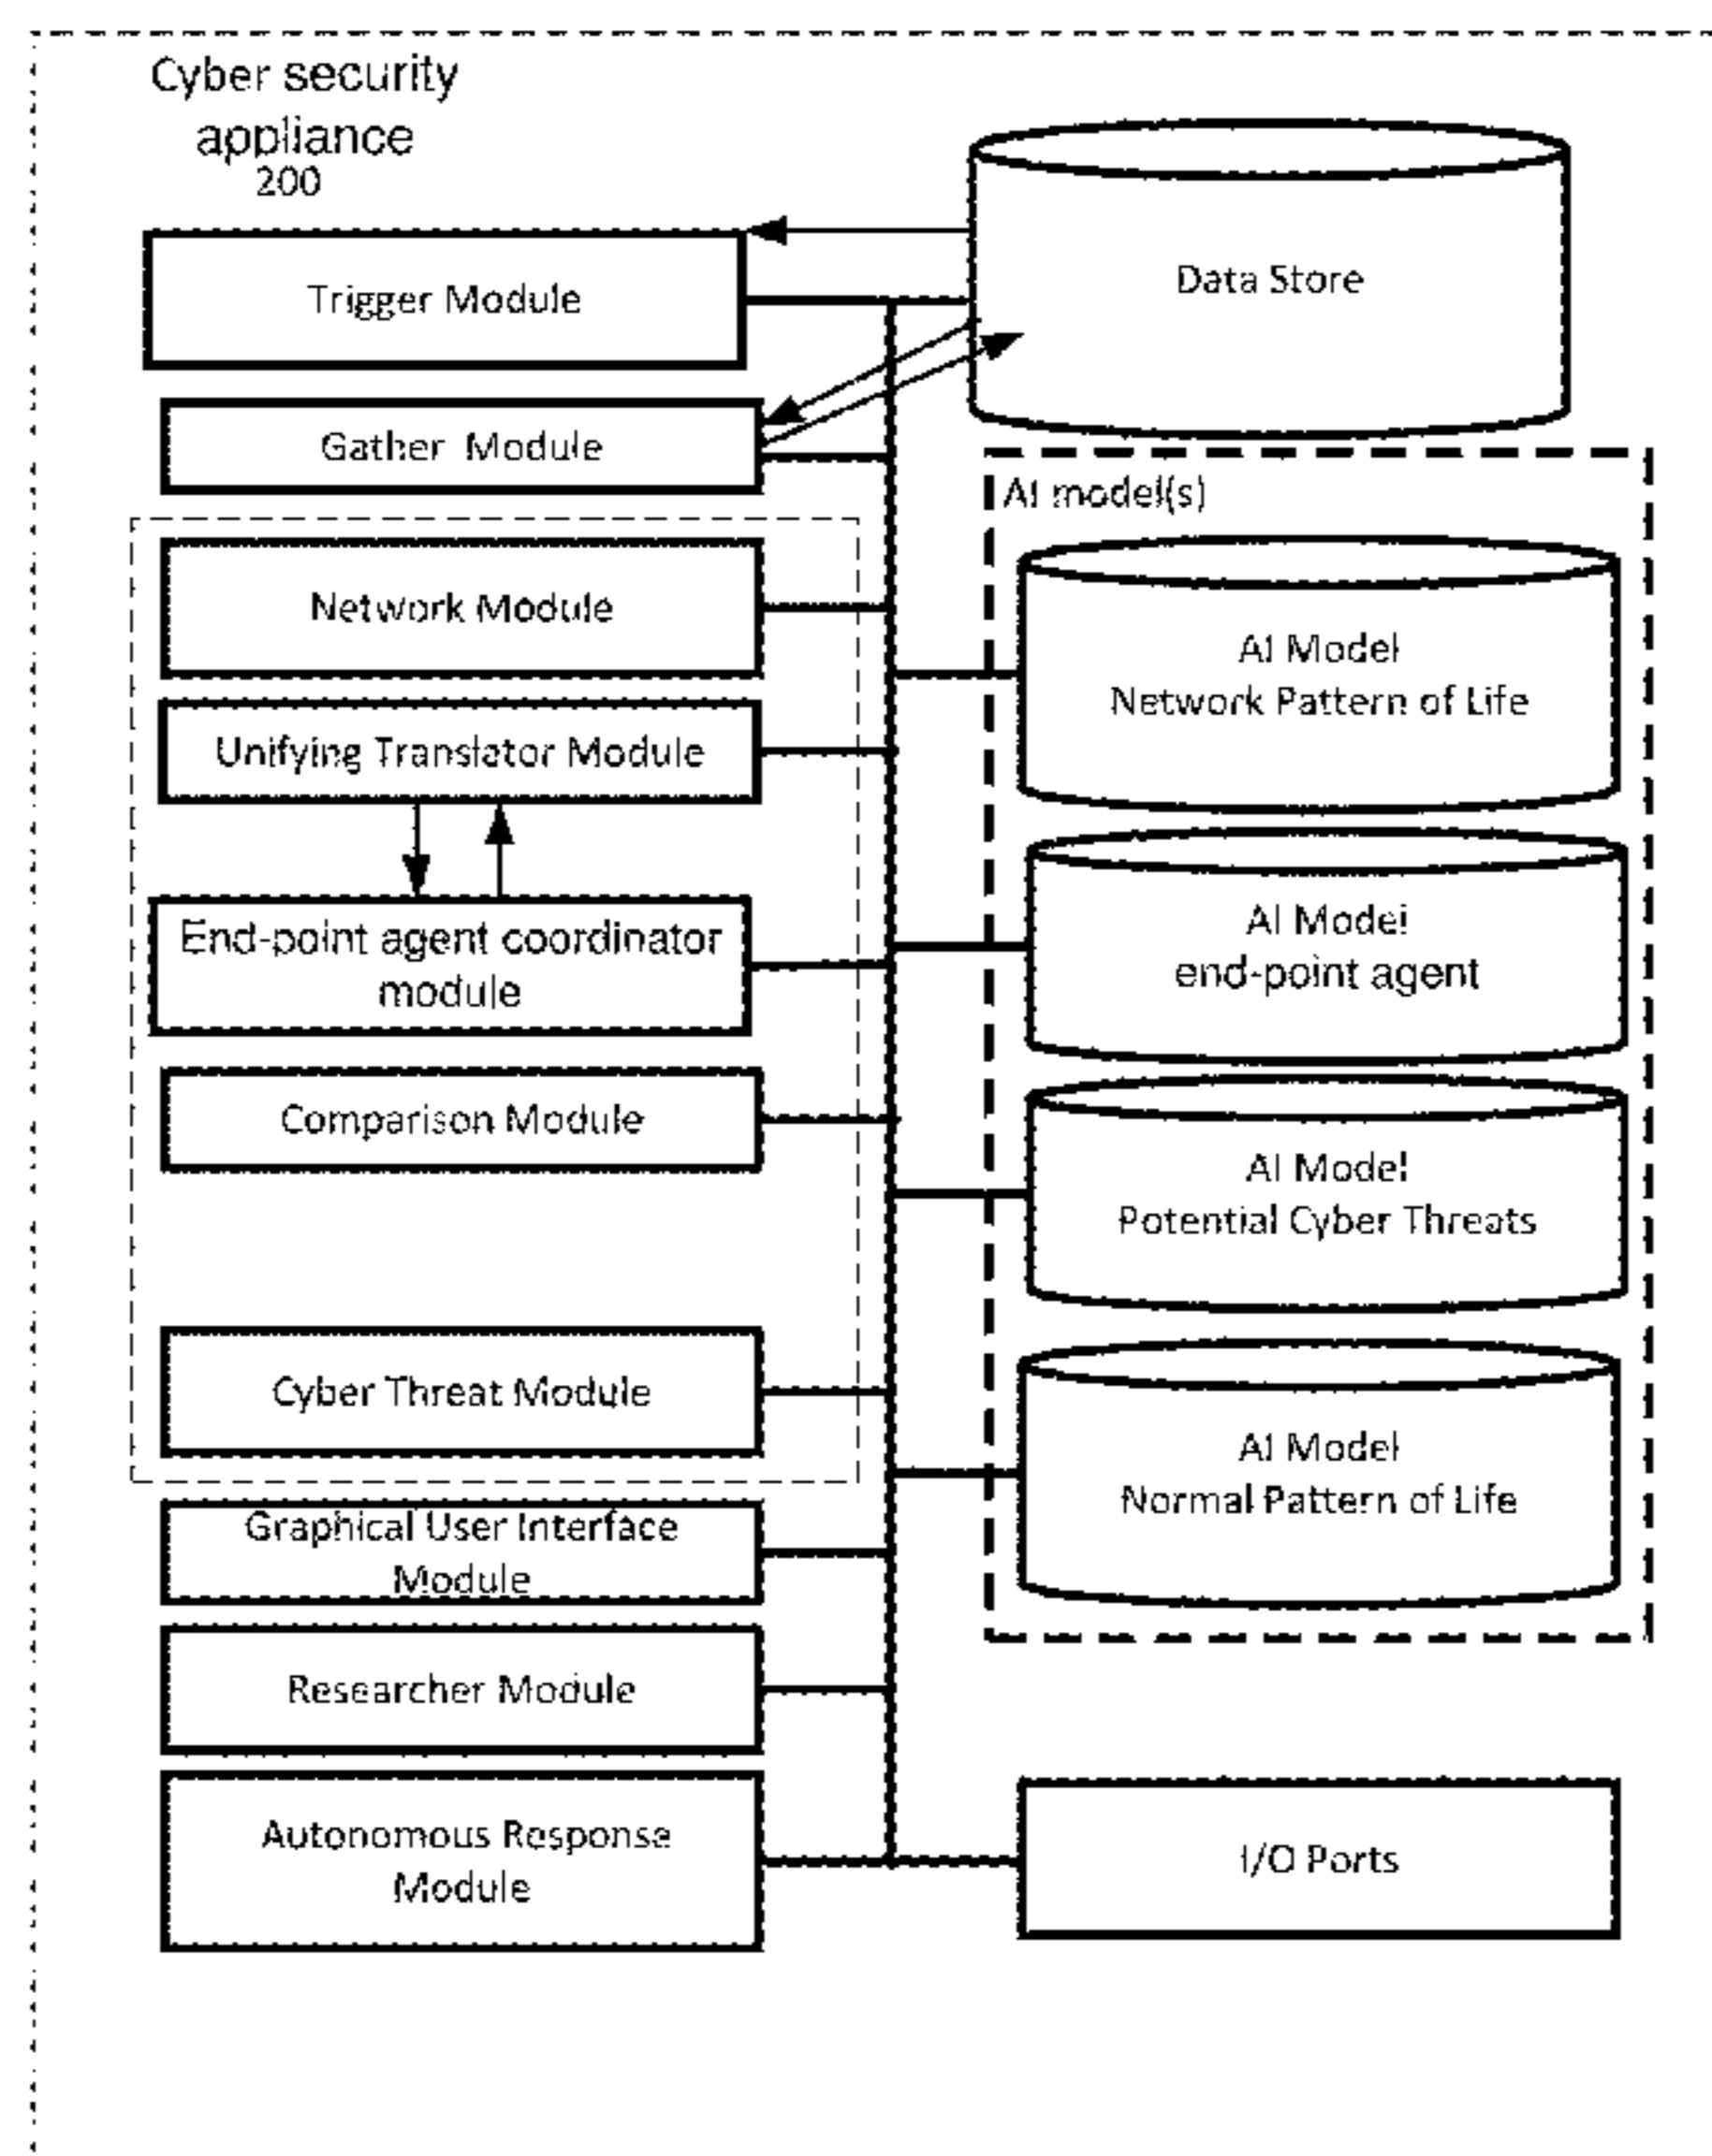 Cyber security
appliance
200
Trigger Module
Data Store
Gather Module
AI model(s)
Network Module
AI Model
Network Pattern of Life
Unifying Translator Module
End-point agent coordinator
module
AI Model
end-point agent
Comparison Module
AI Model
Potential Cyber Threats
Cyber Threat Module
AI Model
Normal Pattern of Life
Graphical User Interface
Module
Researcher Module
Autonomous Response
Module
I/O Ports